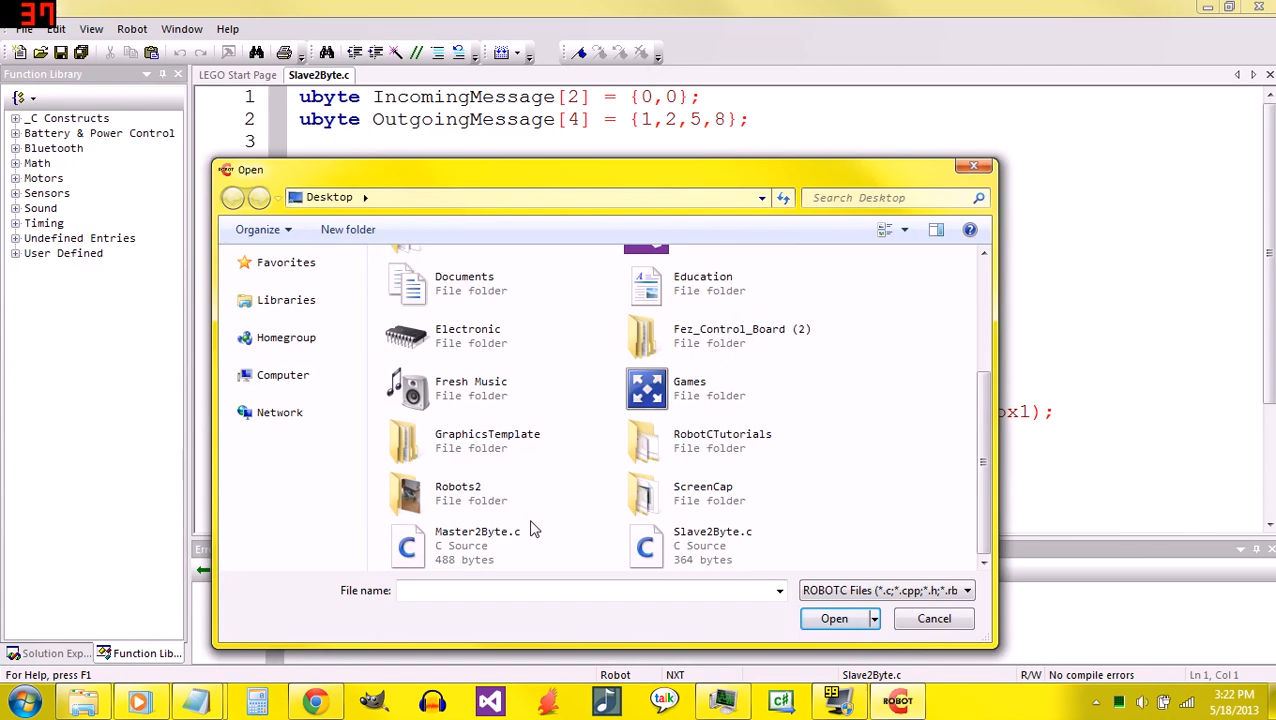 37
File Edit View Robot Window Help
Function Library
LEGO Start Page Slave2Byte.c
_C Constructs
Battery & Power Control
Bluetooth
Math
Motors
Sensors
Sound
Timing
Undefined Entries
User Defined
1 ubyte IncomingMessage[2] = {0,0};
2 ubyte OutgoingMessage[4] = {1,2,5,8};
3
ox1);
ROBOT Open
Desktop
Search Desktop
Organize New folder
Favorites
Libraries
Homegroup
Computer
Network
Documents
File folder
Education
File folder
Electronic
File folder
Fez_Control_Board (2)
File folder
Fresh Music
File folder
Games
File folder
GraphicsTemplate
File folder
RobotCTutorials
File folder
Robots2
File folder
ScreenCap
File folder
Master2Byte.c
C Source
488 bytes
Slave2Byte.c
C Source
364 bytes
File name:
ROBOTC Files (*.c;*.cpp;*.h;*.rb
Open Cancel
Solution Exp... Function Lib...
For Help, press F1
Robot NXT Slave2Byte.c R/W No compile errors Ln 1, Col 1
talk
C#
99
ROBOT
3:22 PM
5/18/2013